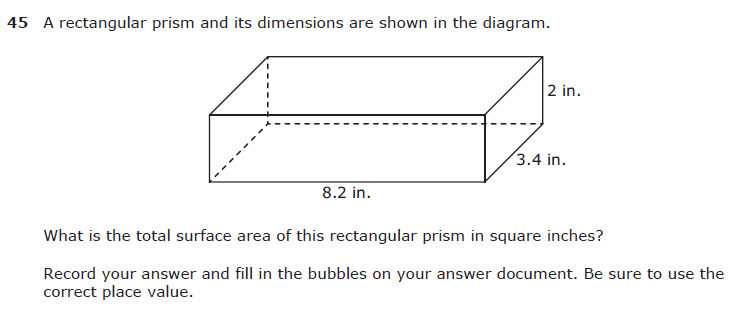 45 A rectangular prism and its dimensions are shown in the diagram.
2 in.
3.4 in.
8.2 in.
What is the total surface area of this rectangular prism in square inches?
Record your answer and fill in the bubbles on your answer document. Be sure to use the
correct place value.